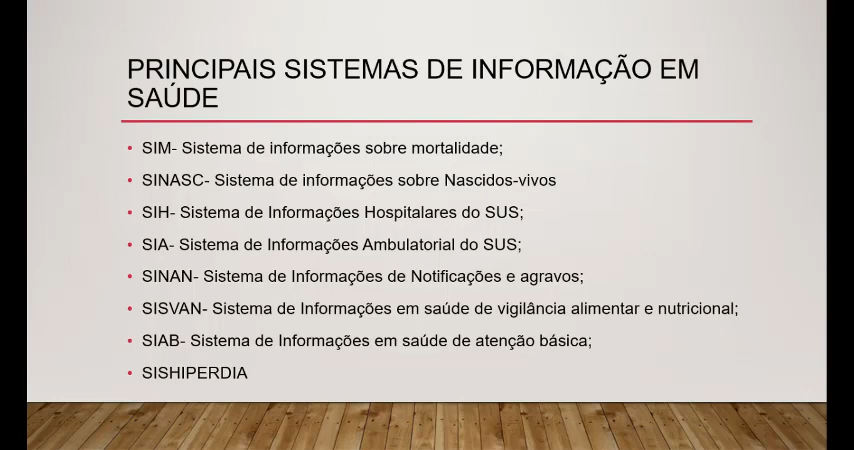 PRINCIPAIS SISTEMAS DE INFORMAÇÃO EM
SAÚDE
• SIM- Sistema de informações sobre mortalidade;
• SINASC- Sistema de informações sobre Nascidos-vivos
• SIH- Sistema de Informações Hospitalares do SUS;
• SIA- Sistema de Informações Ambulatorial do SUS;
• SINAN- Sistema de Informações de Notificações e agravos;
• SISVAN- Sistema de Informações em saúde de vigilância alimentar e nutricional;
• SIAB- Sistema de Informações em saúde de atenção básica;
• SISHIPERDIA